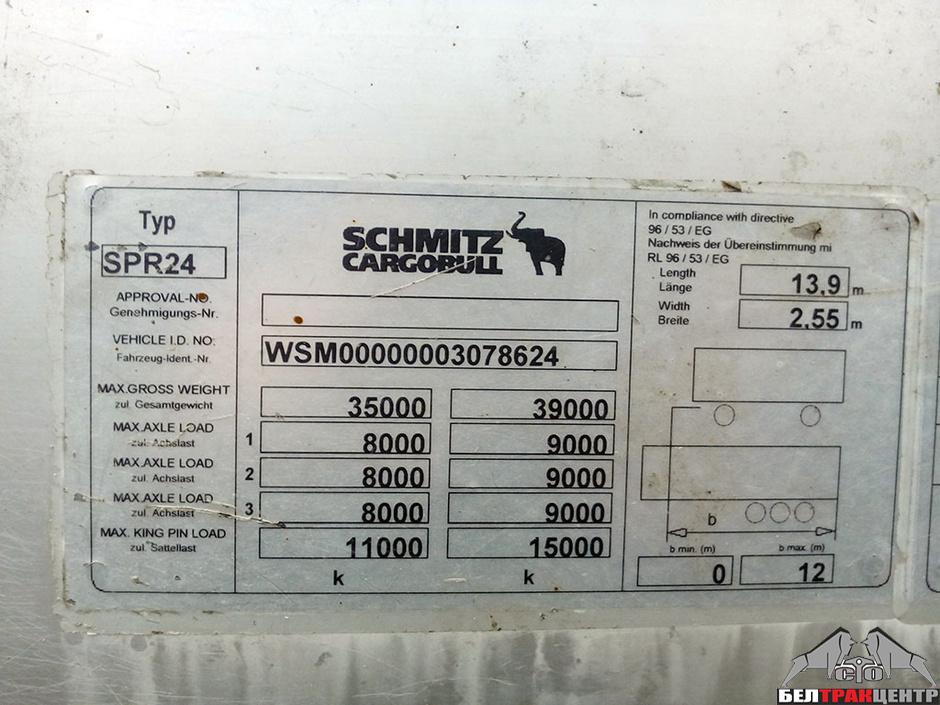 Typ
SPR24
SCHMITZ
CARGOBULL
In compliance with directive
96 / 53 / EG
Nachweis der Übereinstimmung mi
RL 96 / 53 / EG
Length
Länge
13,9 m
Width
Breite
2,55 m
APPROVAL-NO.
Genehmigungs-Nr.
VEHICLE I.D. NO:
Fahrzeug-Ident.-Nr.
WSM00000003078624
MAX.GROSS WEIGHT
zul. Gesamtgewicht
35000 39000
MAX.AXLE LOAD
zul. Achslast
1 8000 9000
MAX.AXLE LOAD
zul. Achslast
2 8000 9000
MAX.AXLE LOAD
zul. Achslast
3 8000 9000
MAX. KING PIN LOAD
zul. Sattellast
11000 15000
k k
b
b min. (m) b max. (m)
0 12
СТО
БЕЛТРАКЦЕНТР